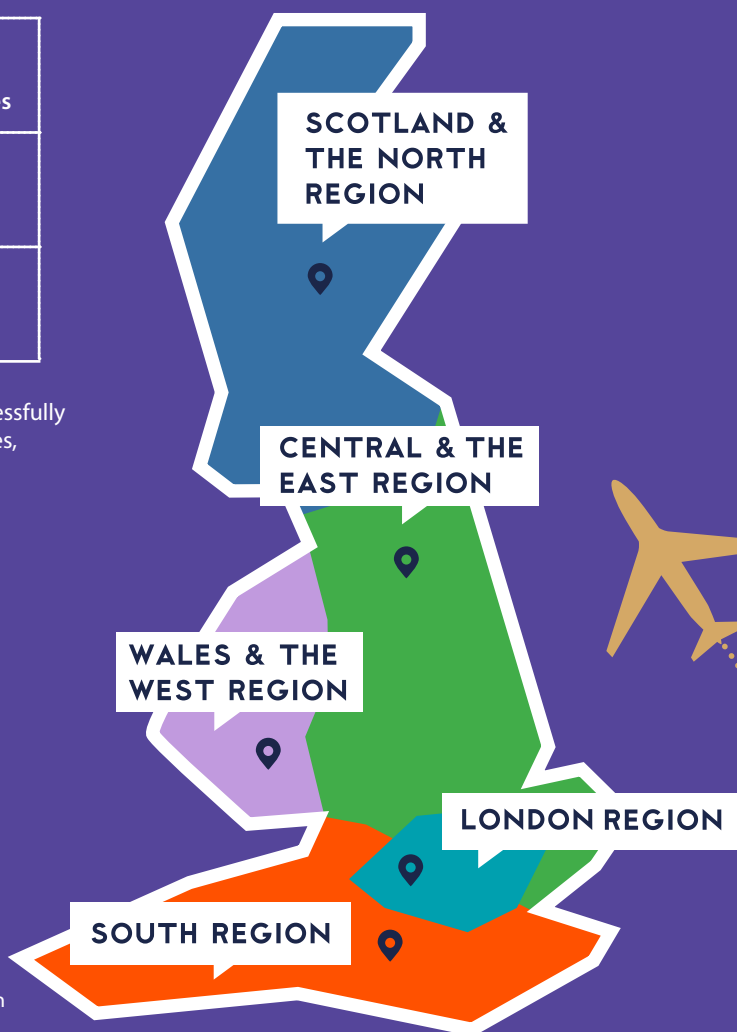 SCOTLAND &
THE NORTH
REGION
CENTRAL & THE
EAST REGION
WALES & THE
WEST REGION
LONDON REGION
SOUTH REGION